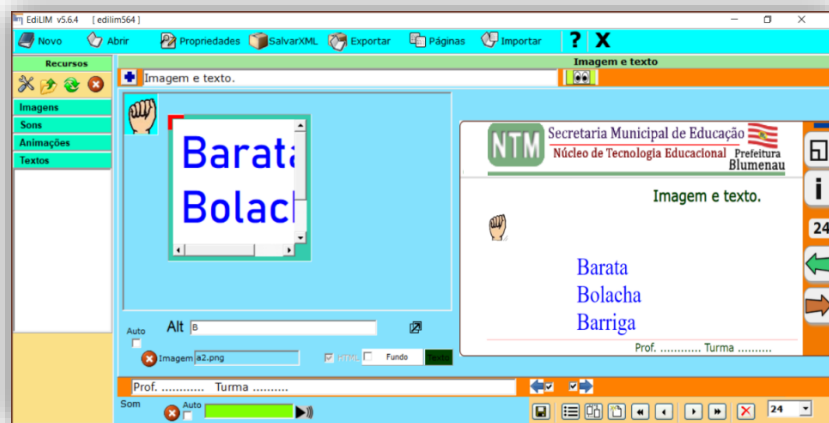 EdiLIM v5.6.4 [ edilim564 ]
Novo Abrir Propriedades SalvarXML Exportar Páginas Importar ? X
Recursos
Imagem e texto
Imagem e texto.
Imagens
Sons
Animações
Textos
Barata
Bolach
NTM
Secretaria Municipal de Educação
Núcleo de Tecnologia Educacional
Prefeitura
Blumenau
Imagem e texto.
i
24
Barata
Bolacha
Barriga
Prof. ............ Turma ..........
Auto
Alt B
Imagem a2.png HTML Fundo Texto
Prof. ............ Turma ..........
Som Auto
24